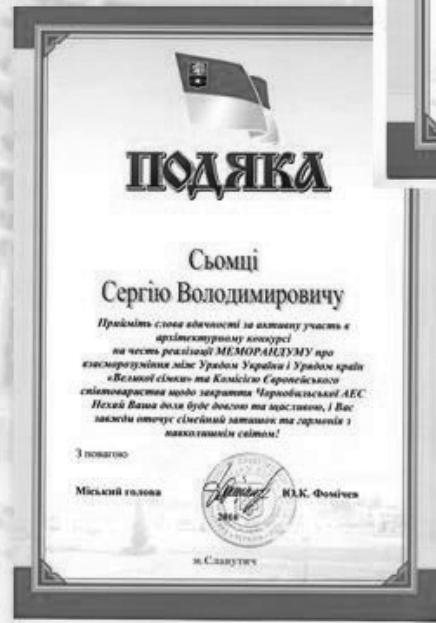 ПОДЯКА
Сьомці
Сергію Володимировичу
Прийміть слова вдячності за активну участь в
архітектурному конкурсі
на честь реалізації МЕМОРАНДУМУ про
взаєморозуміння між Урядом України і Урядом країн
«Великої сімки» та Комісією Європейського
співтовариства щодо закриття Чорнобильської АЕС
Нехай Ваша доля буде довгою та щасливою, і Вас
завжди оточує сімейний затишок та гармонія з
навколишнім світом!
З повагою
Міський голова Ю.К. Фомічев
2016
м.Славутич